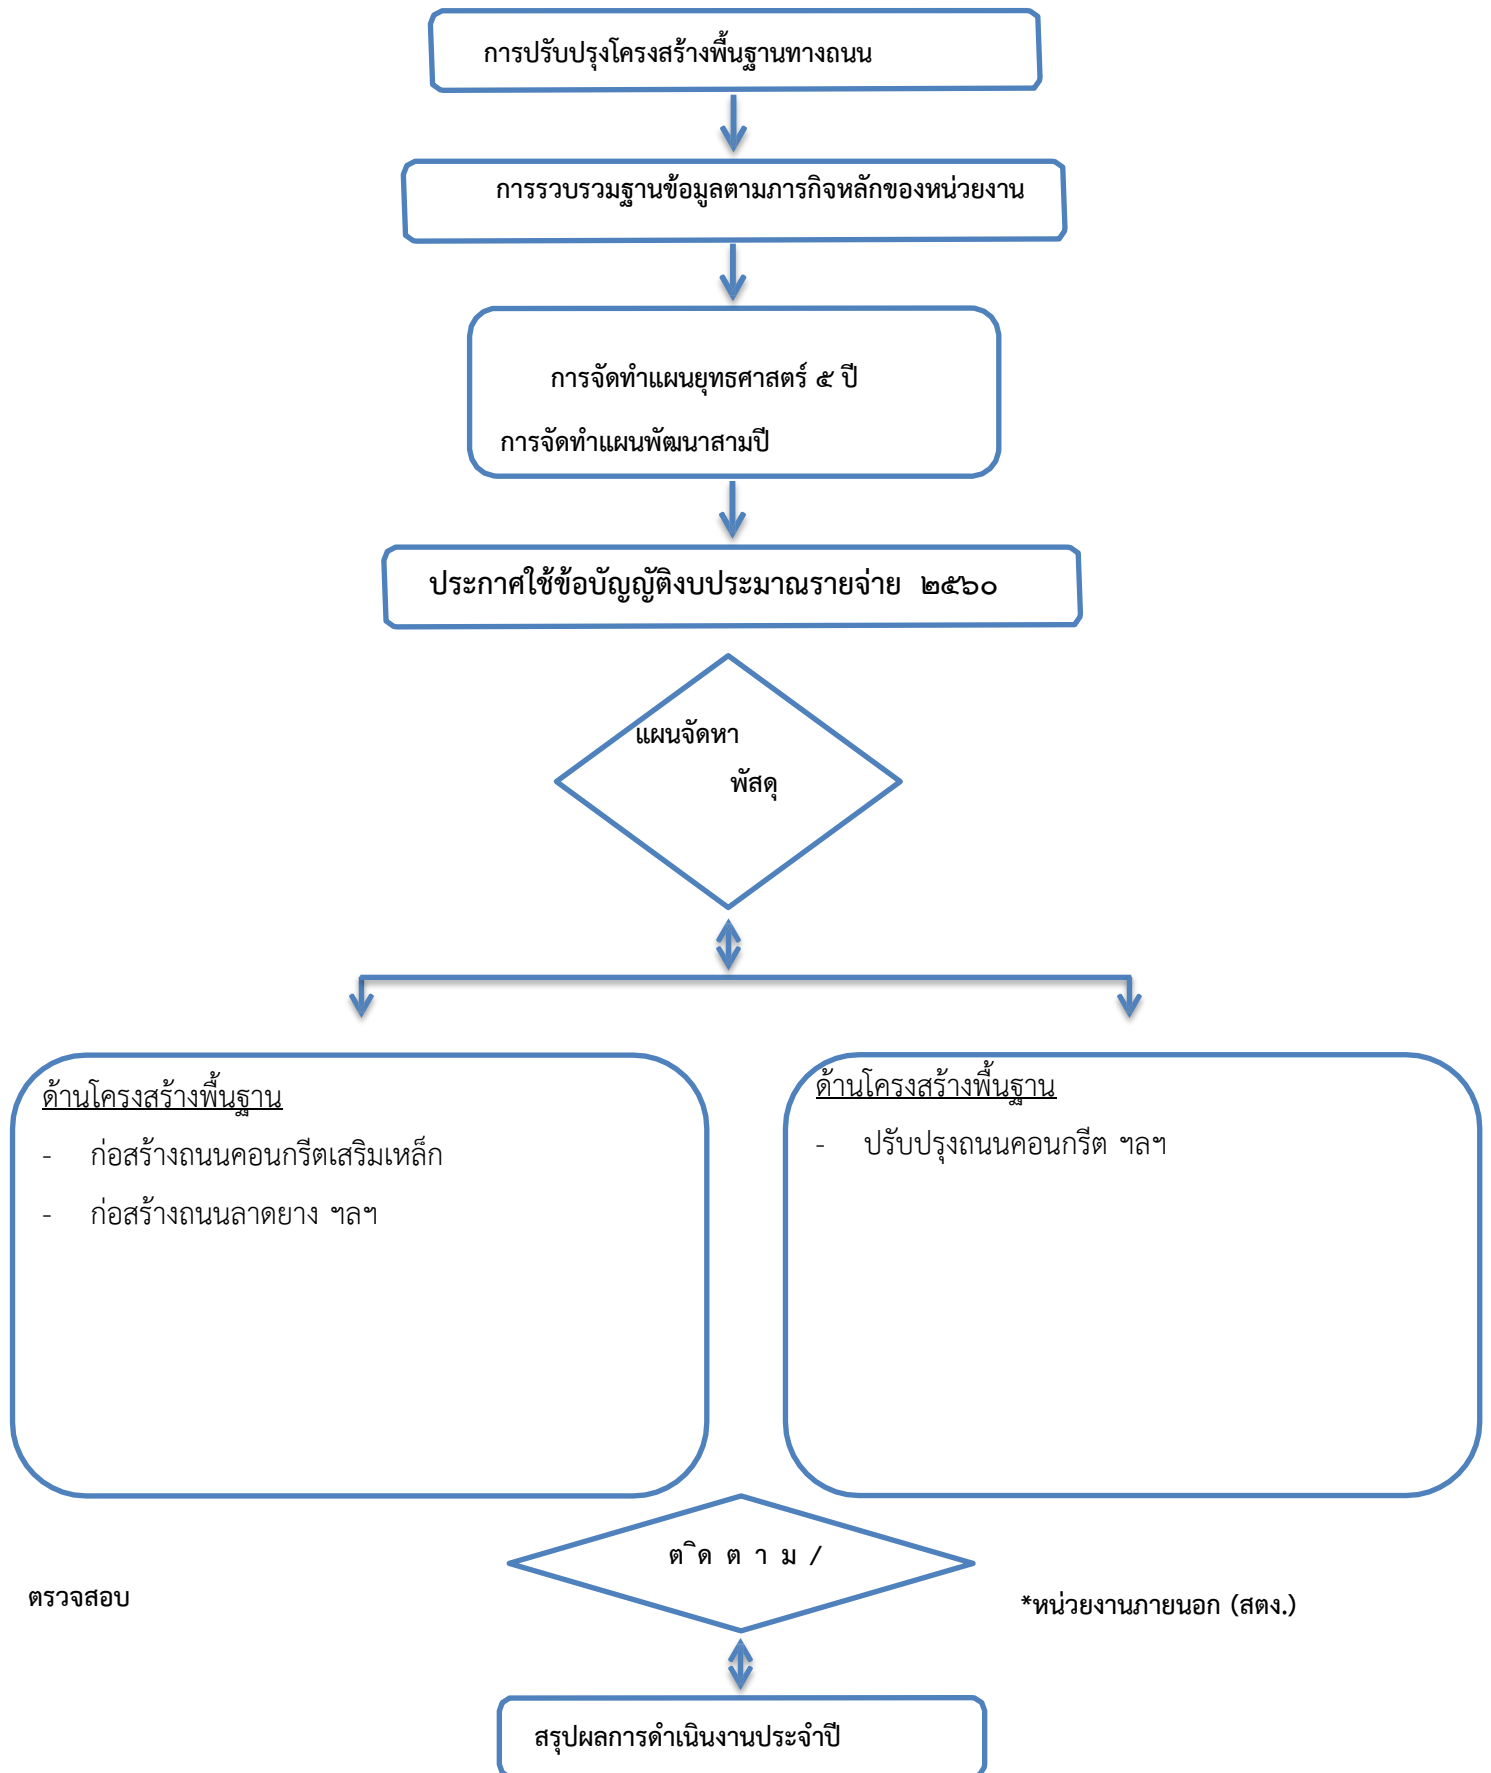 การปรับปรุงโครงสร้างพื้นฐานทางถนน
การรวบรวมฐานข้อมูลตามภารกิจหลักของหน่วยงาน
การจัดทำแผนยุทธศาสตร์ ๕ ปี
การจัดทำแผนพัฒนาสามปี
ประกาศใช้ข้อบัญญัติงบประมาณรายจ่าย ๒๕๖๐
แผนจัดหา
พัสดุ
ด้านโครงสร้างพื้นฐาน
- ก่อสร้างถนนคอนกรีตเสริมเหล็ก
- ก่อสร้างถนนลาดยาง ฯลฯ
ด้านโครงสร้างพื้นฐาน
- ปรับปรุงถนนคอนกรีต ฯลฯ
ติ ด ต า ม /
ตรวจสอบ
*หน่วยงานภายนอก (สตง.)
สรุปผลการดำเนินงานประจำปี